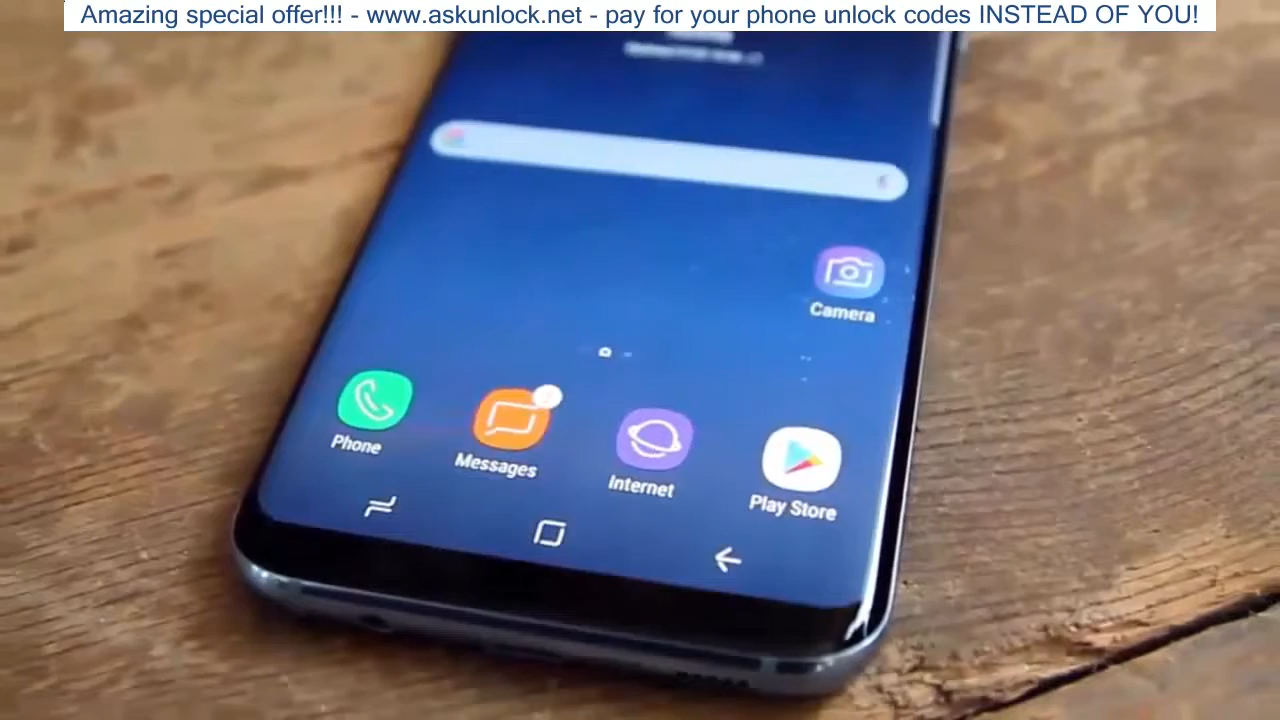 Amazing special offer!!! - www.askunlock.net - pay for your phone unlock codes INSTEAD OF YOU!
Camera
Phone
Messages
Internet
Play Store